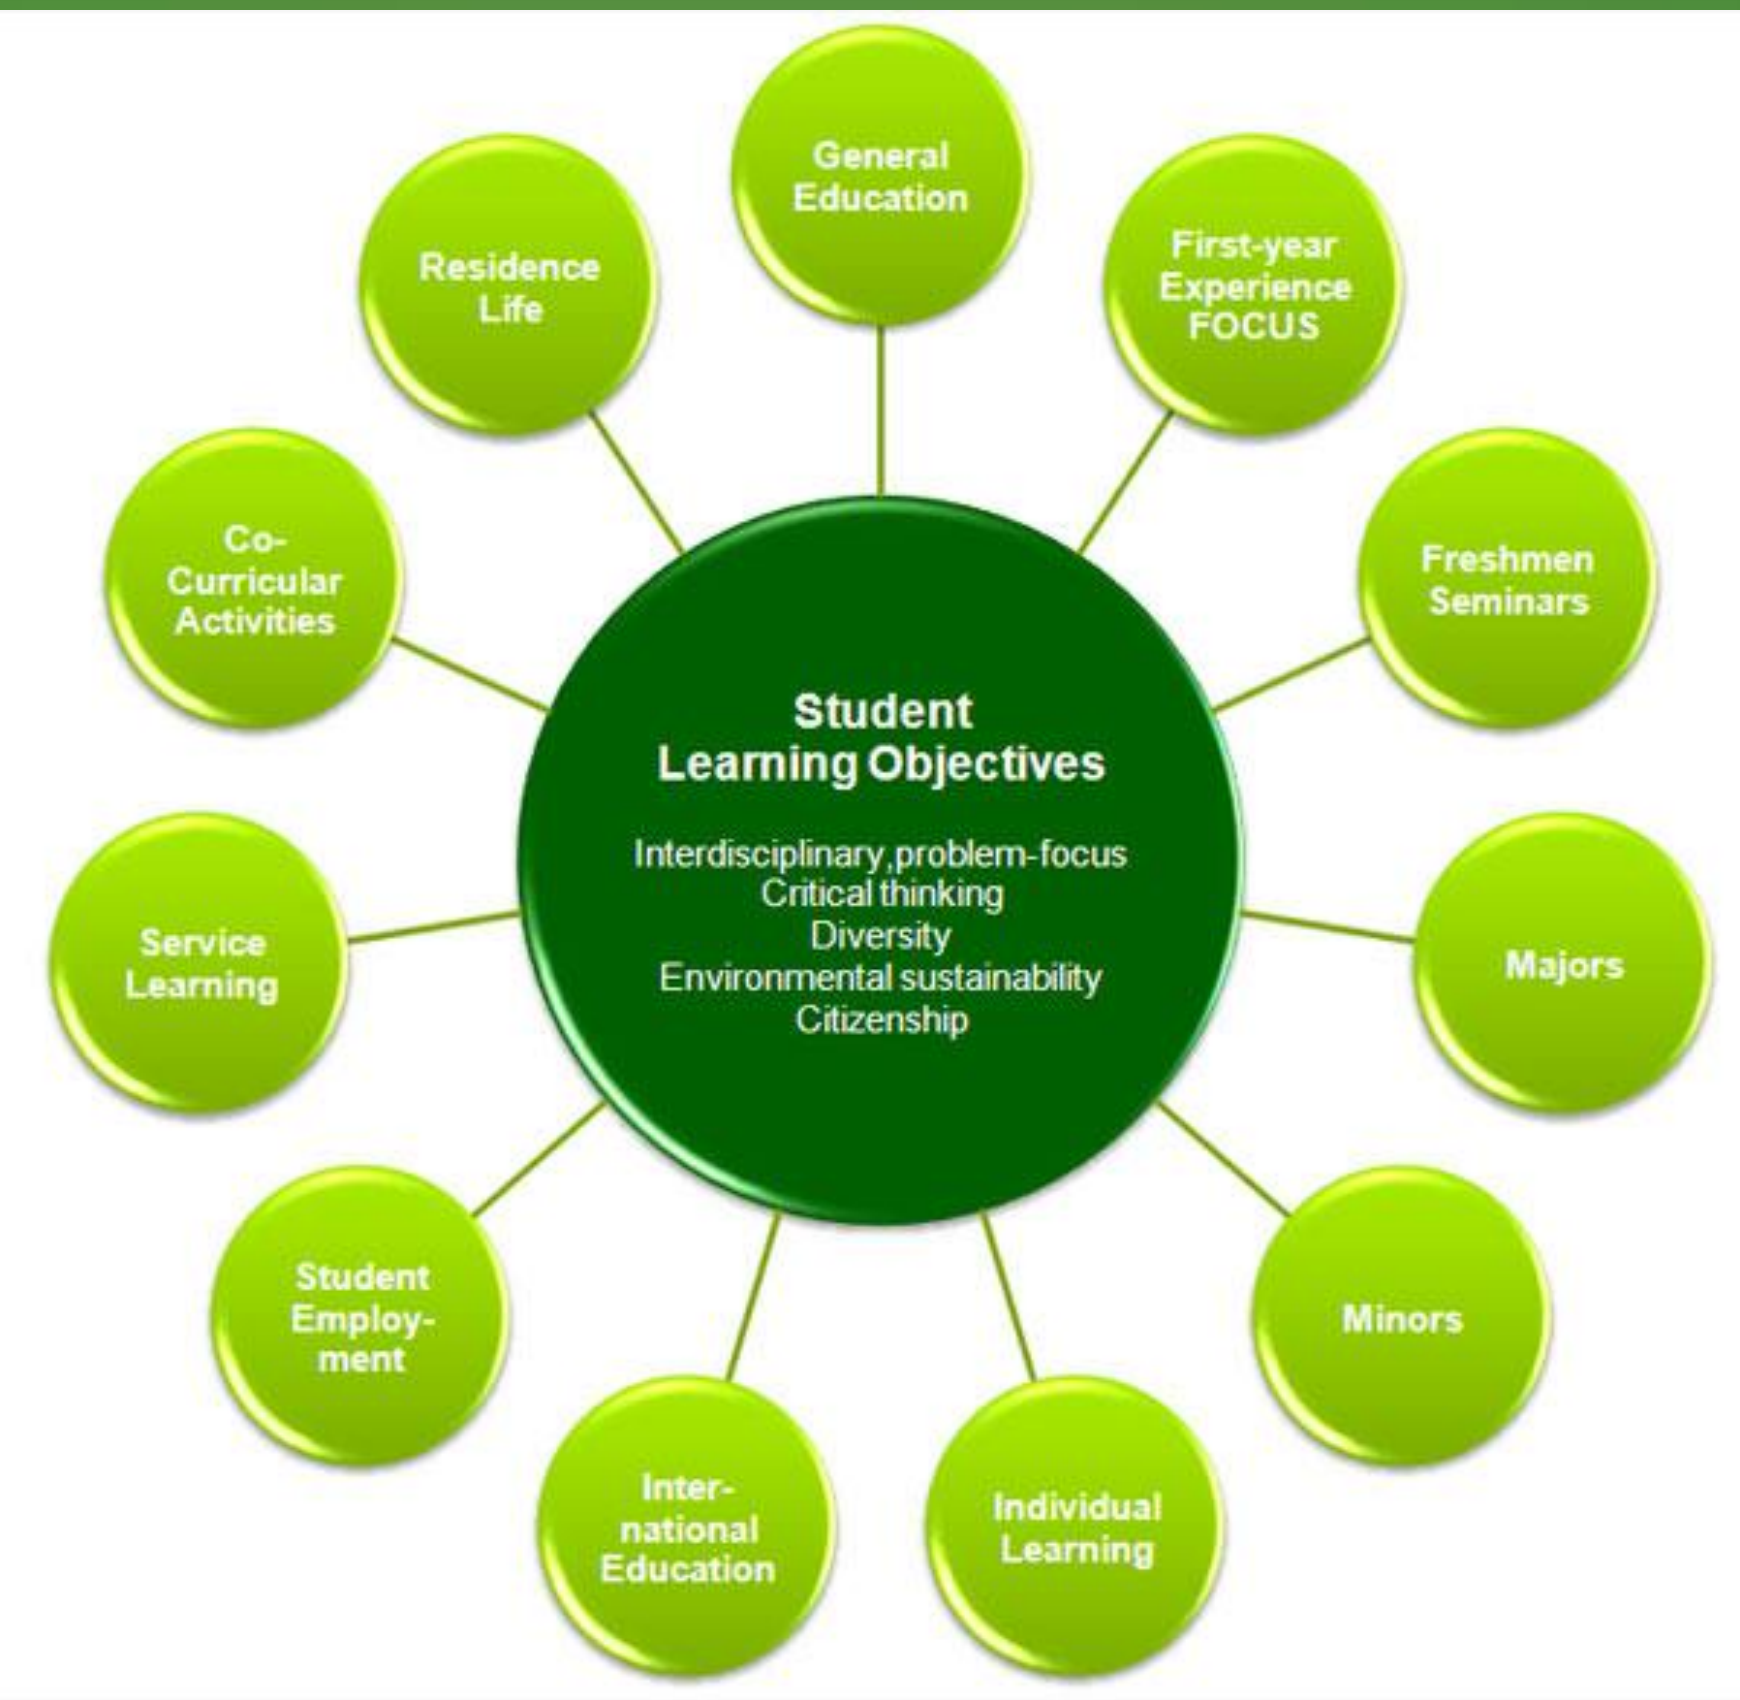 General
Education
First-year
Experience
FOCUS
Freshmen
Seminars
Majors
Minors
Individual
Learning
Inter-
national
Education
Student
Employ-
ment
Service
Learning
Co-
Curricular
Activities
Residence
Life
Student
Learning Objectives
Interdisciplinary,problem-focus
Critical thinking
Diversity
Environmental sustainability
Citizenship